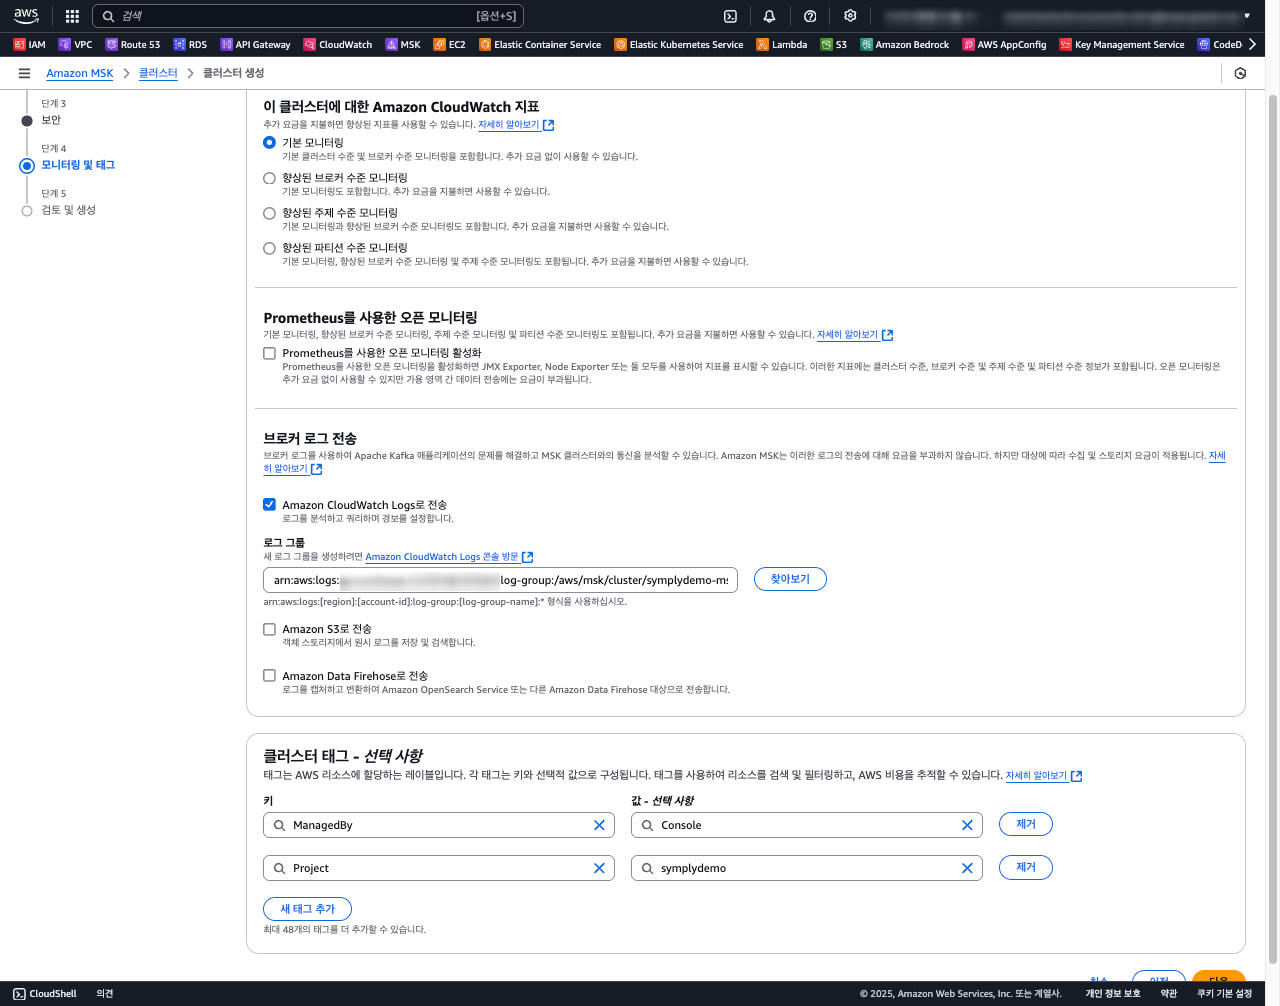 aws
검색
[옵션+S]
IAM
VPC
Route 53
RDS
API Gateway
CloudWatch
MSK
EC2
Elastic Container Service
Elastic Kubernetes Service
Lambda
S3
Amazon Bedrock
AWS AppConfig
Key Management Service
CodeD
Amazon MSK
클러스터
클러스터 생성
단계 3
보안
단계 4
모니터링 및 태그
단계 5
검토 및 생성
이 클러스터에 대한 Amazon CloudWatch 지표
추가 요금을 지불하면 향상된 지표를 사용할 수 있습니다. 자세히 알아보기
기본 모니터링
기본 클러스터 수준 및 브로커 수준 모니터링을 포함합니다. 추가 요금 없이 사용할 수 있습니다.
향상된 브로커 수준 모니터링
기본 모니터링도 포함합니다. 추가 요금을 지불하면 사용할 수 있습니다.
향상된 주제 수준 모니터링
기본 모니터링과 향상된 브로커 수준 모니터링도 포함합니다. 추가 요금을 지불하면 사용할 수 있습니다.
향상된 파티션 수준 모니터링
기본 모니터링, 향상된 브로커 수준 모니터링 및 주제 수준 모니터링도 포함됩니다. 추가 요금을 지불하면 사용할 수 있습니다.
Prometheus를 사용한 오픈 모니터링
기본 모니터링, 향상된 브로커 수준 모니터링, 주제 수준 모니터링 및 파티션 수준 모니터링도 포함됩니다. 추가 요금을 지불하면 사용할 수 있습니다. 자세히 알아보기
Prometheus를 사용한 오픈 모니터링 활성화
Prometheus를 사용한 오픈 모니터링을 활성화하면 JMX Exporter, Node Exporter 또는 둘 모두를 사용하여 지표를 표시할 수 있습니다. 이러한 지표에는 클러스터 수준, 브로커 수준 및 주제 수준 및 파티션 수준 정보가 포함됩니다. 오픈 모니터링은
추가 요금 없이 사용할 수 있지만 가용 영역 간 데이터 전송에는 요금이 부과됩니다.
브로커 로그 전송
브로커 로그를 사용하여 Apache Kafka 애플리케이션의 문제를 해결하고 MSK 클러스터와의 통신을 분석할 수 있습니다. Amazon MSK는 이러한 로그의 전송에 대해 요금을 부과하지 않습니다. 하지만 대상에 따라 수집 및 스토리지 요금이 적용됩니다. 자세
히 알아보기
Amazon CloudWatch Logs로 전송
로그를 분석하고 쿼리하며 경보를 설정합니다.
로그 그룹
새 로그 그룹을 생성하려면 Amazon CloudWatch Logs 콘솔 방문
arn:aws:logs: log-group:/aws/msk/cluster/symplydemo-ms
찾아보기
arn:aws:logs:[region]:[account-id]:log-group:[log-group-name]:* 형식을 사용하십시오.
Amazon S3로 전송
객체 스토리지에서 원시 로그를 저장 및 검색합니다.
Amazon Data Firehose로 전송
로그를 캡처하고 변환하여 Amazon OpenSearch Service 또는 다른 Amazon Data Firehose 대상으로 전송합니다.
클러스터 태그 - 선택 사항
태그는 AWS 리소스에 할당하는 레이블입니다. 각 태그는 키와 선택적 값으로 구성됩니다. 태그를 사용하여 리소스를 검색 및 필터링하고, AWS 비용을 추적할 수 있습니다. 자세히 알아보기
키
값 - 선택 사항
ManagedBy
Console
제거
Project
symplydemo
제거
새 태그 추가
최대 48개의 태그를 더 추가할 수 있습니다.
취소
이전
다음
CloudShell
의견
© 2025, Amazon Web Services, Inc. 또는 계열사.
개인 정보 보호
약관
쿠키 기본 설정